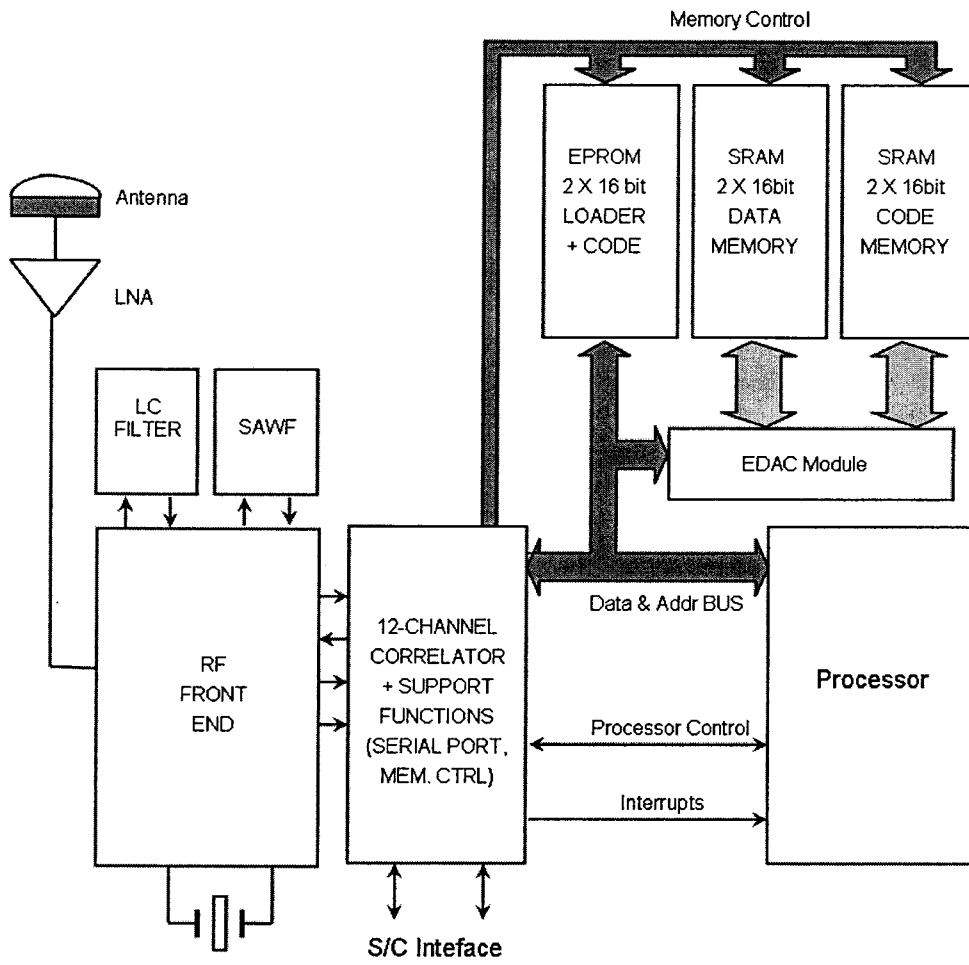 Memory Control
EPROM
2 X 16 bit
LOADER
+ CODE
SRAM
2 X 16bit
DATA
MEMORY
SRAM
2 X 16bit
CODE
MEMORY
Antenna
LNA
LC
FILTER
SAWF
EDAC Module
Data & Addr BUS
RF
FRONT
END
12-CHANNEL
CORRELATOR
+ SUPPORT
FUNCTIONS
(SERIAL PORT,
MEM. CTRL)
Processor
Processor Control
Interrupts
S/C Inteface